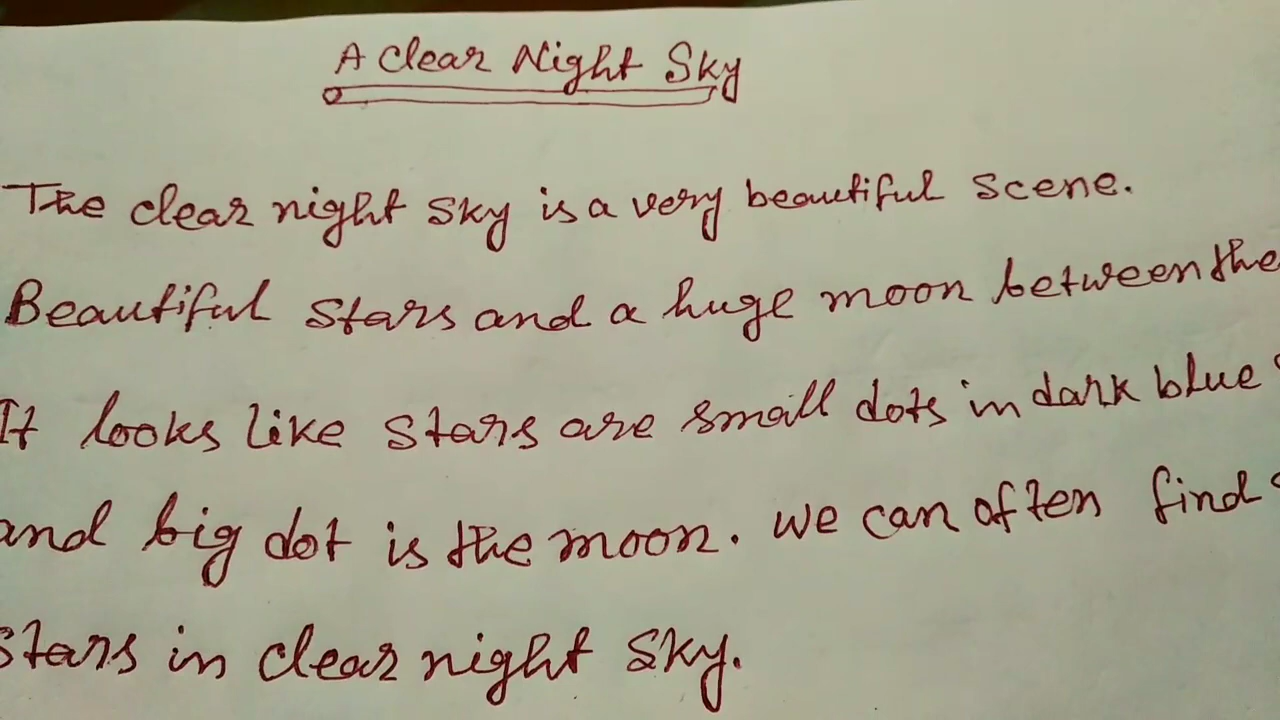 A Clear Night Sky
The clear night sky is a very beautiful scene.
Beautiful stars and a huge moon between the
It looks like stars are small dots in dark blue
and big dot is the moon. we can often find
stars in clear night sky.